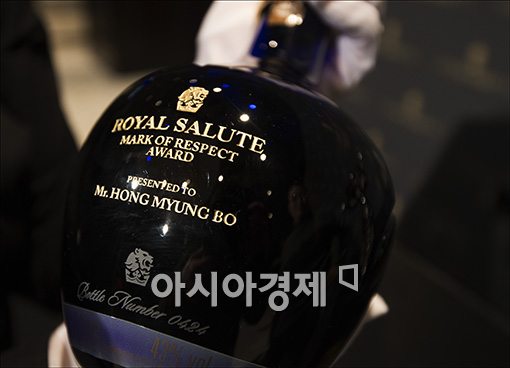 ROYAL SALUTE
MARK OF RESPECT
AWARD
PRESENTED TO
Mr. HONG MYUNG BO
아시아경제
Bottle Number 0424